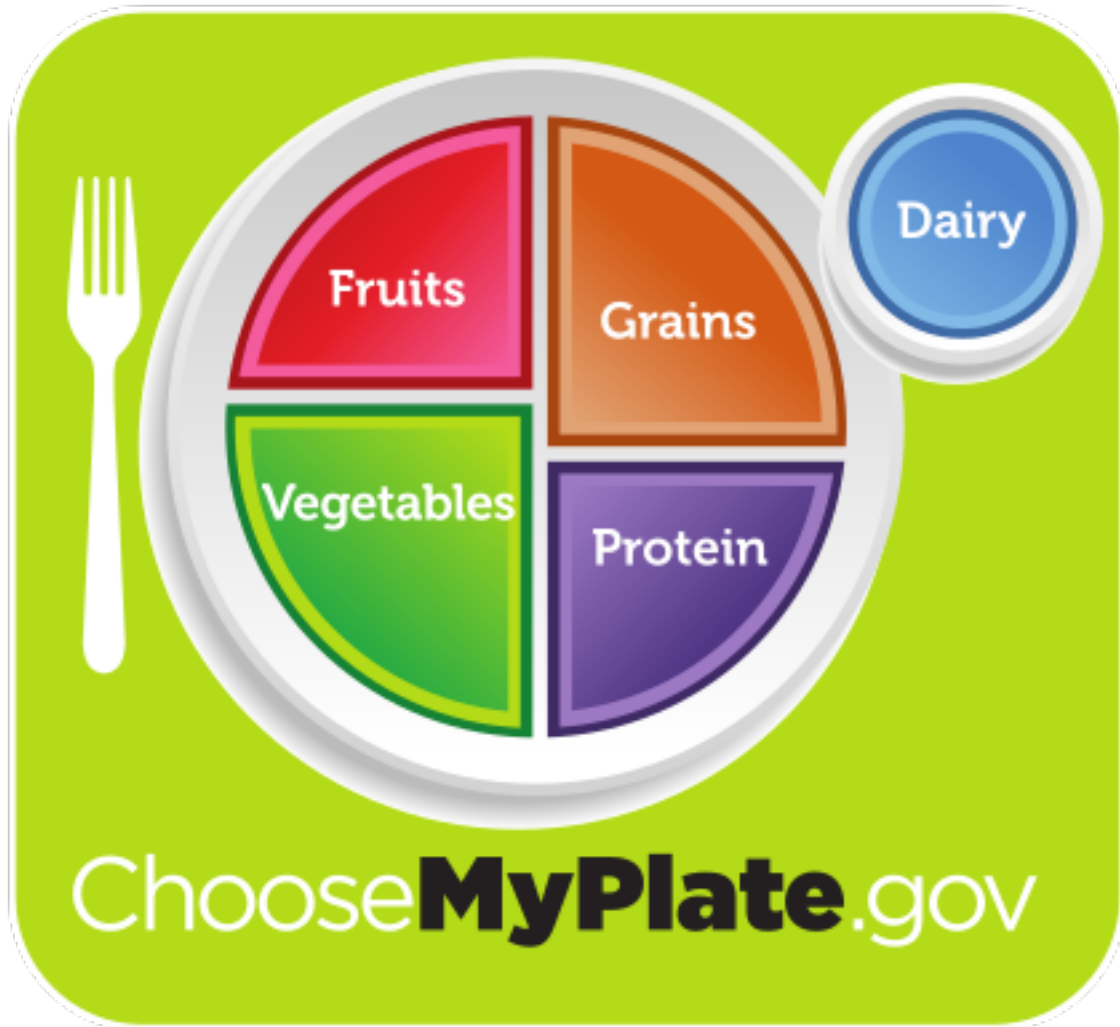 Dairy
Fruits
Grains
Vegetables
Protein
ChooseMyPlate.gov